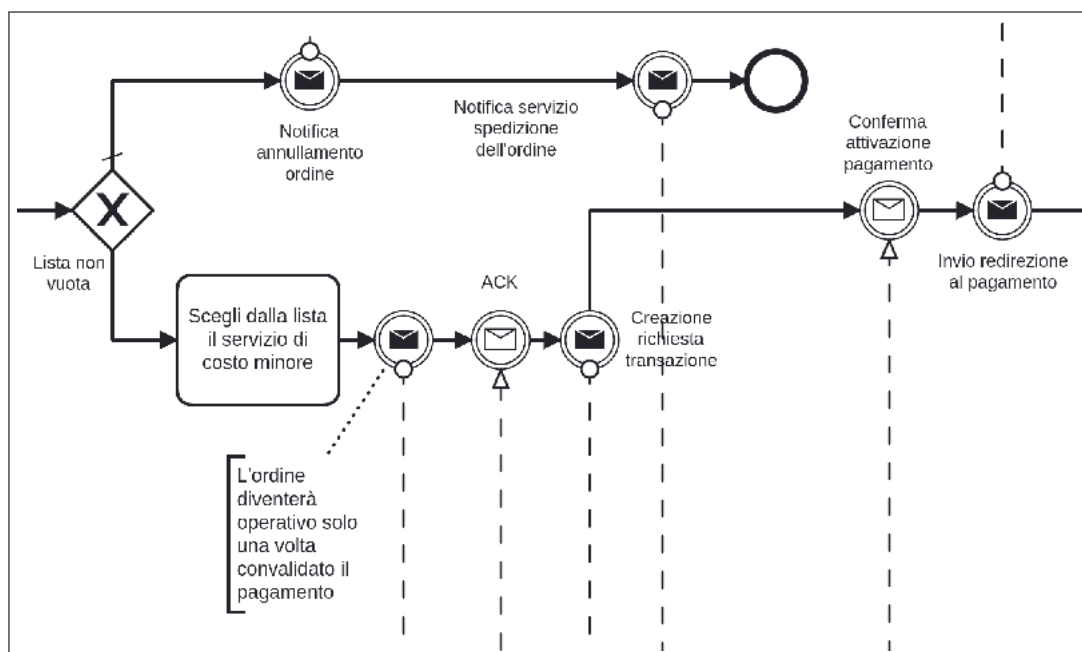 Notifica
annullamento
ordine
Notifica servizio
spedizione
dell'ordine
Conferma
attivazione
pagamento
X
Lista non
vuota
Invio redirezione
al pagamento
Scegli dalla lista
il servizio di
costo minore
ACK
Creazione
richiesta
transazione
L'ordine
diventerà
operativo solo
una volta
convalidato il
pagamento